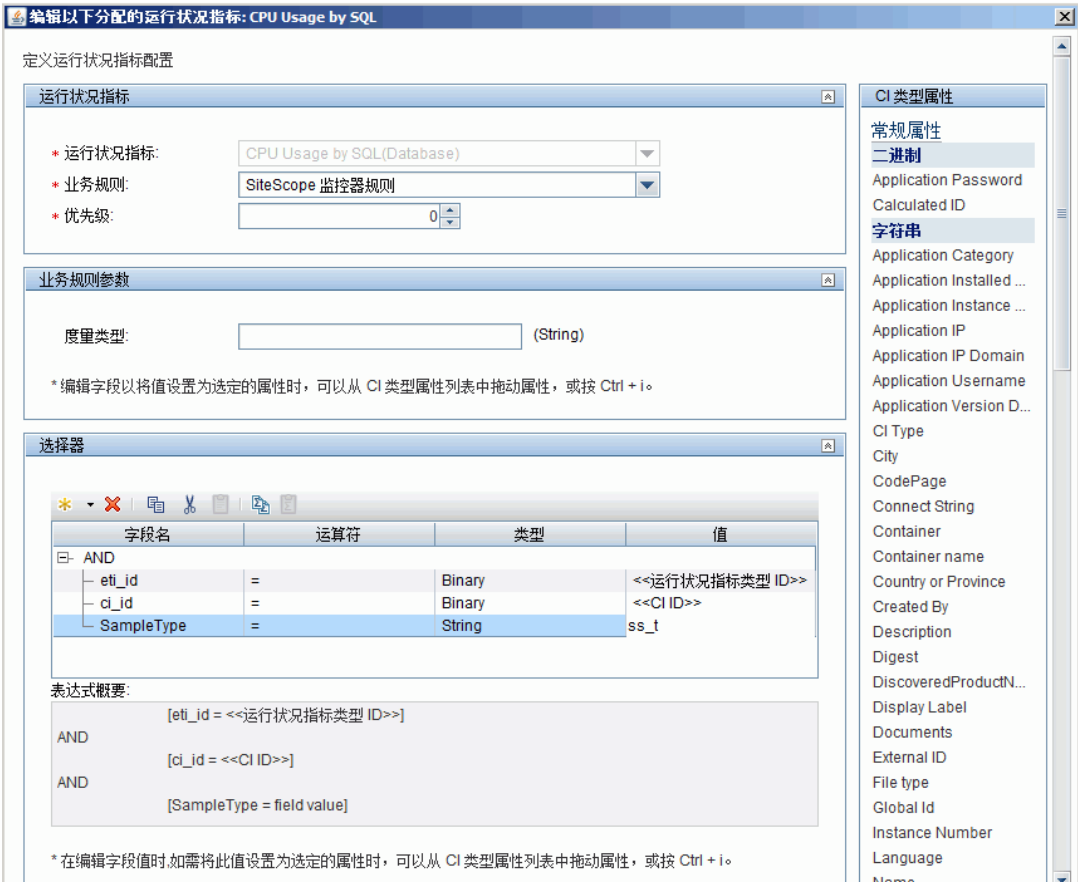 编辑以下分配的运行状况指标: CPU Usage by SQL
定义运行状况指标配置
运行状况指标
* 运行状况指标: CPU Usage by SQL(Database)
* 业务规则: SiteScope 监控器规则
* 优先级: 0
业务规则参数
度量类型: (String)
* 编辑字段以将值设置为选定的属性时，可以从 CI 类型属性列表中拖动属性，或按 Ctrl + i。
选择器
字段名 运算符 类型 值
AND
eti_id = Binary <<运行状况指标类型 ID>>
ci_id = Binary <<CI ID>>
SampleType = String ss_t
表达式概要:
[eti_id = <<运行状况指标类型 ID>>]
AND
[ci_id = <<CI ID>>]
AND
[SampleType = field value]
* 在编辑字段值时,如需将此值设置为选定的属性时，可以从 CI 类型属性列表中拖动属性，或按 Ctrl + i。
CI 类型属性
常规属性
二进制
Application Password
Calculated ID
字符串
Application Category
Application Installed ...
Application Instance ...
Application IP
Application IP Domain
Application Username
Application Version D...
CI Type
City
CodePage
Connect String
Container
Container name
Country or Province
Created By
Description
Digest
DiscoveredProductN...
Display Label
Documents
External ID
File type
Global Id
Instance Number
Language
Name